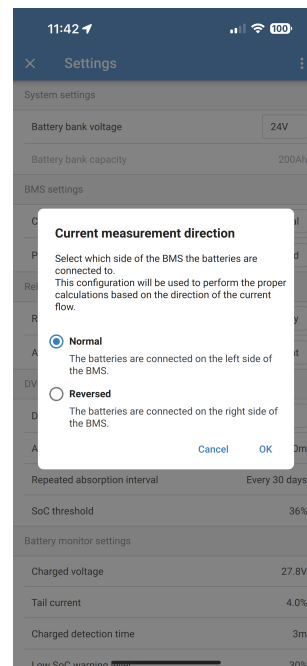 11:42
100
Settings
System settings
Battery bank voltage 24V
Battery bank capacity 200Ah
BMS settings
Current measurement direction
Select which side of the BMS the batteries are
connected to.
This configuration will be used to perform the proper
calculations based on the direction of the current
flow.
Normal
The batteries are connected on the left side of
the BMS.
Reversed
The batteries are connected on the right side of
the BMS.
Cancel OK
Repeated absorption interval Every 30 days
SoC threshold 36%
Battery monitor settings
Charged voltage 27.8V
Tail current 4.0%
Charged detection time 3m
Low SoC warning